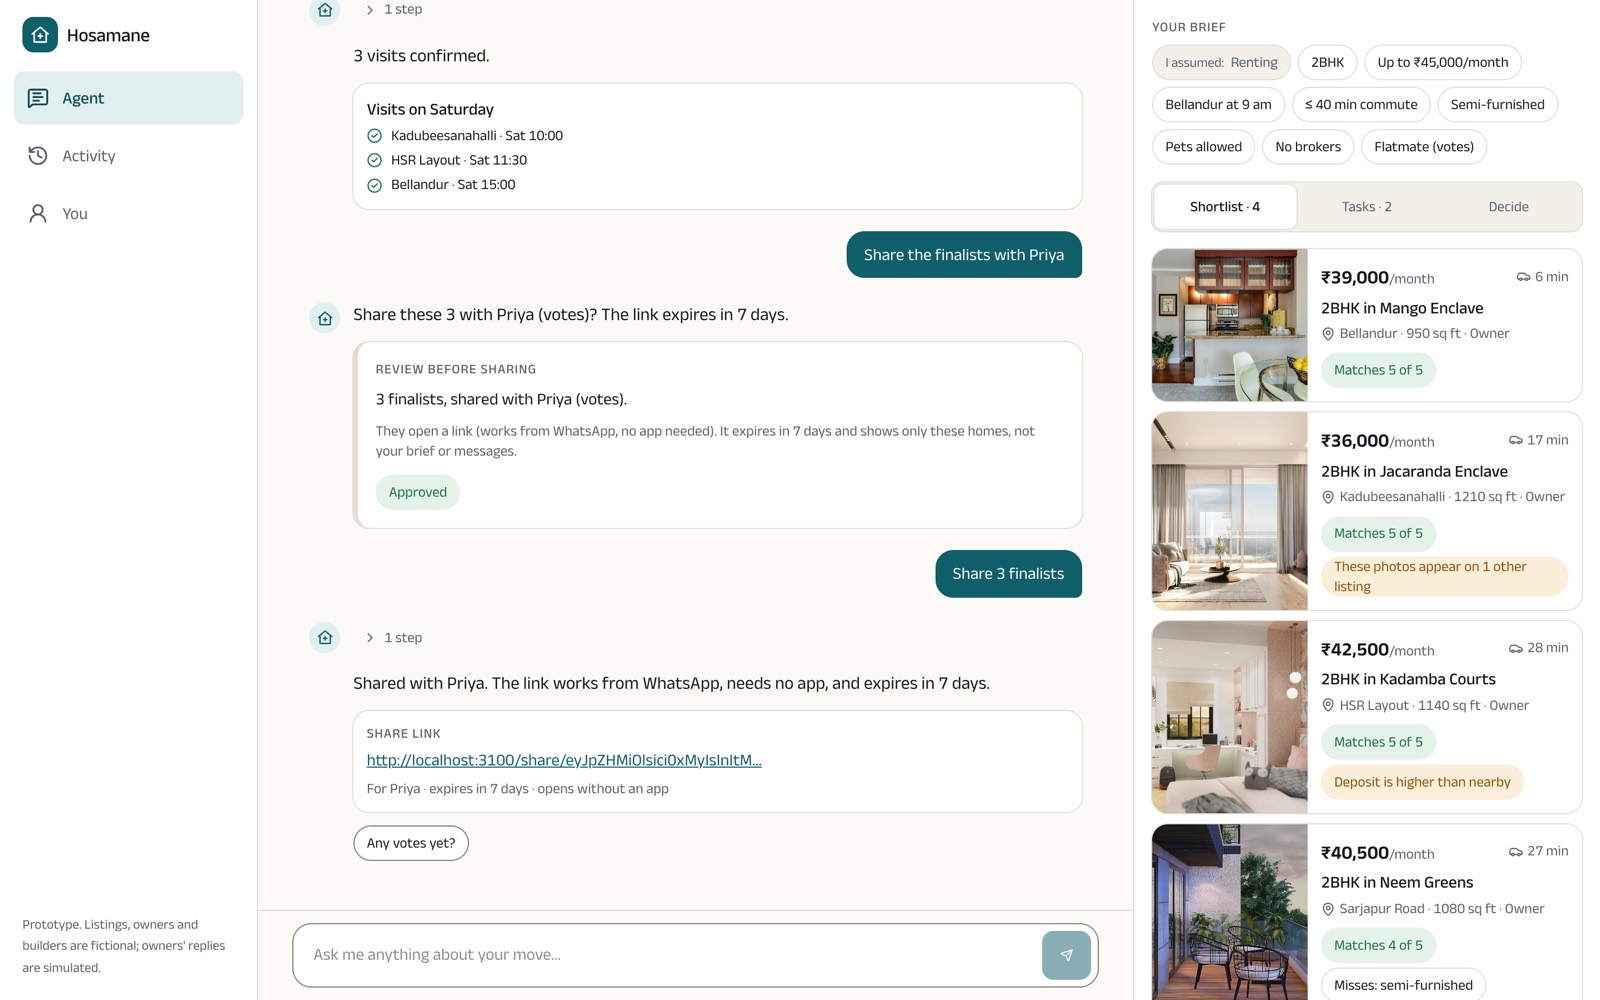 Hosamane
Agent
Activity
You
Prototype. Listings, owners and
builders are fictional; owners' replies
are simulated.
1 step
3 visits confirmed.
Visits on Saturday
Kadubeesanahalli · Sat 10:00
HSR Layout · Sat 11:30
Bellandur · Sat 15:00
Share the finalists with Priya
Share these 3 with Priya (votes)? The link expires in 7 days.
REVIEW BEFORE SHARING
3 finalists, shared with Priya (votes).
They open a link (works from WhatsApp, no app needed). It expires in 7 days and shows only these homes, not
your brief or messages.
Approved
Share 3 finalists
1 step
Shared with Priya. The link works from WhatsApp, needs no app, and expires in 7 days.
SHARE LINK
http://localhost:3100/share/eyJpZHMiOlsici0xMyIsInItM...
For Priya · expires in 7 days · opens without an app
Any votes yet?
Ask me anything about your move...
YOUR BRIEF
I assumed: Renting
2BHK
Up to ₹45,000/month
Bellandur at 9 am
≤ 40 min commute
Semi-furnished
Pets allowed
No brokers
Flatmate (votes)
Shortlist · 4
Tasks · 2
Decide
₹39,000/month
6 min
2BHK in Mango Enclave
Bellandur · 950 sq ft · Owner
Matches 5 of 5
₹36,000/month
17 min
2BHK in Jacaranda Enclave
Kadubeesanahalli · 1210 sq ft · Owner
Matches 5 of 5
These photos appear on 1 other
listing
₹42,500/month
28 min
2BHK in Kadamba Courts
HSR Layout · 1140 sq ft · Owner
Matches 5 of 5
Deposit is higher than nearby
₹40,500/month
27 min
2BHK in Neem Greens
Sarjapur Road · 1080 sq ft · Owner
Matches 4 of 5
Misses: semi-furnished